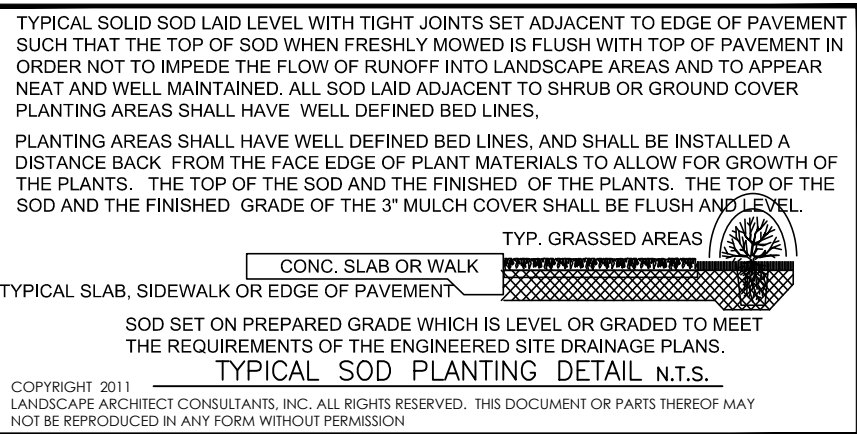 TYPICAL SOLID SOD LAID LEVEL WITH TIGHT JOINTS SET ADJACENT TO EDGE OF PAVEMENT
SUCH THAT THE TOP OF SOD WHEN FRESHLY MOWED IS FLUSH WITH TOP OF PAVEMENT IN
ORDER NOT TO IMPEDE THE FLOW OF RUNOFF INTO LANDSCAPE AREAS AND TO APPEAR
NEAT AND WELL MAINTAINED. ALL SOD LAID ADJACENT TO SHRUB OR GROUND COVER
PLANTING AREAS SHALL HAVE WELL DEFINED BED LINES,
PLANTING AREAS SHALL HAVE WELL DEFINED BED LINES, AND SHALL BE INSTALLED A
DISTANCE BACK FROM THE FACE EDGE OF PLANT MATERIALS TO ALLOW FOR GROWTH OF
THE PLANTS. THE TOP OF THE SOD AND THE FINISHED OF THE PLANTS. THE TOP OF THE
SOD AND THE FINISHED GRADE OF THE 3" MULCH COVER SHALL BE FLUSH AND LEVEL.
TYP. GRASSED AREAS
CONC. SLAB OR WALK
TYPICAL SLAB, SIDEWALK OR EDGE OF PAVEMENT
SOD SET ON PREPARED GRADE WHICH IS LEVEL OR GRADED TO MEET
THE REQUIREMENTS OF THE ENGINEERED SITE DRAINAGE PLANS.
TYPICAL SOD PLANTING DETAIL N.T.S.
COPYRIGHT 2011
LANDSCAPE ARCHITECT CONSULTANTS, INC. ALL RIGHTS RESERVED. THIS DOCUMENT OR PARTS THEREOF MAY
NOT BE REPRODUCED IN ANY FORM WITHOUT PERMISSION